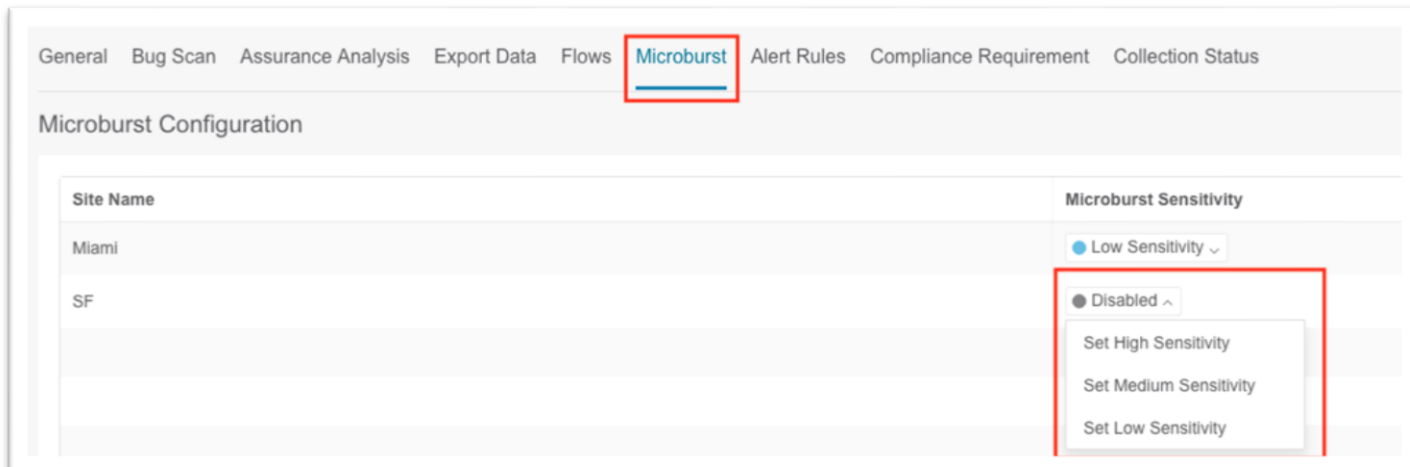 General Bug Scan Assurance Analysis Export Data Flows Microburst Alert Rules Compliance Requirement Collection Status
Microburst Configuration
Site Name Microburst Sensitivity
Miami Low Sensitivity
SF Disabled
Set High Sensitivity
Set Medium Sensitivity
Set Low Sensitivity